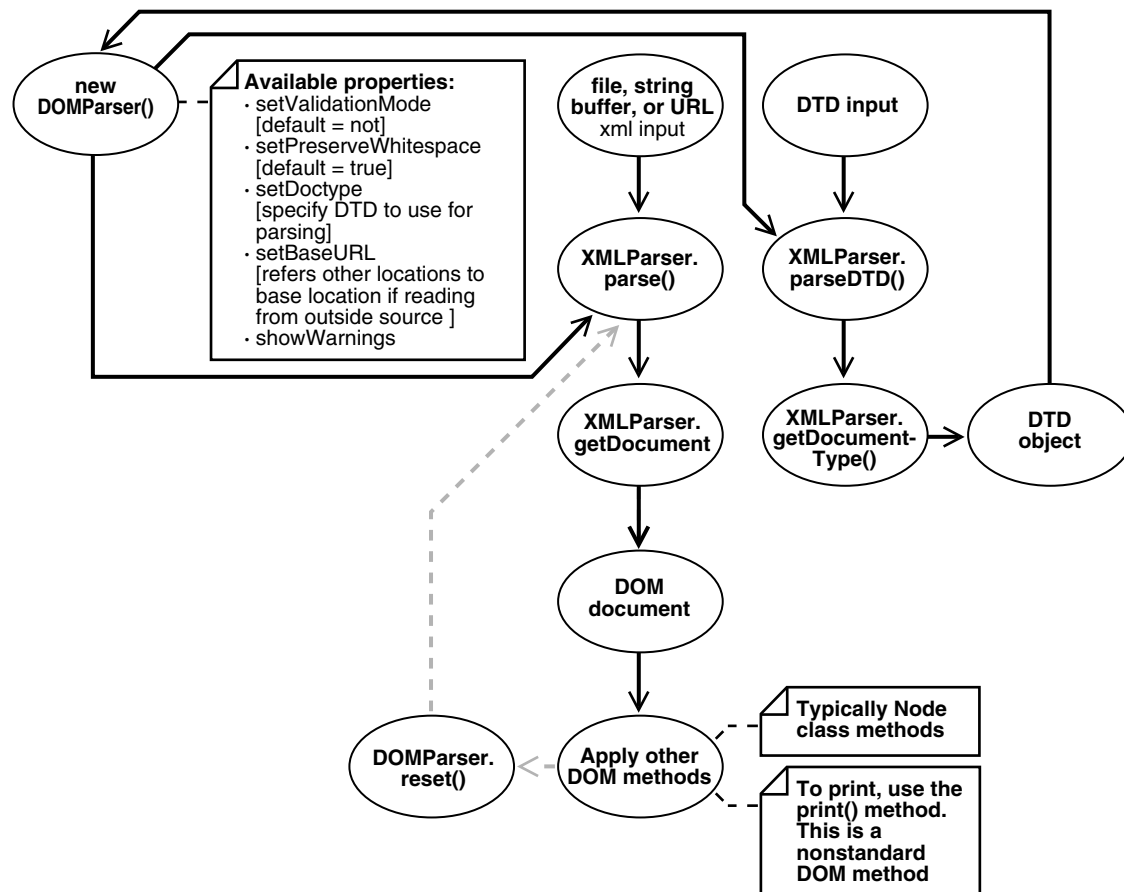 new
DOMParser()
Available properties:
· setValidationMode
[default = not]
· setPreserveWhitespace
[default = true]
· setDoctype
[specify DTD to use for
parsing]
· setBaseURL
[refers other locations to
base location if reading
from outside source ]
· showWarnings
file, string
buffer, or URL
xml input
DTD input
XMLParser.
parse()
XMLParser.
parseDTD()
XMLParser.
getDocument
XMLParser.
getDocument-
Type()
DTD
object
DOM
document
DOMParser.
reset()
Apply other
DOM methods
Typically Node
class methods
To print, use the
print() method.
This is a
nonstandard
DOM method